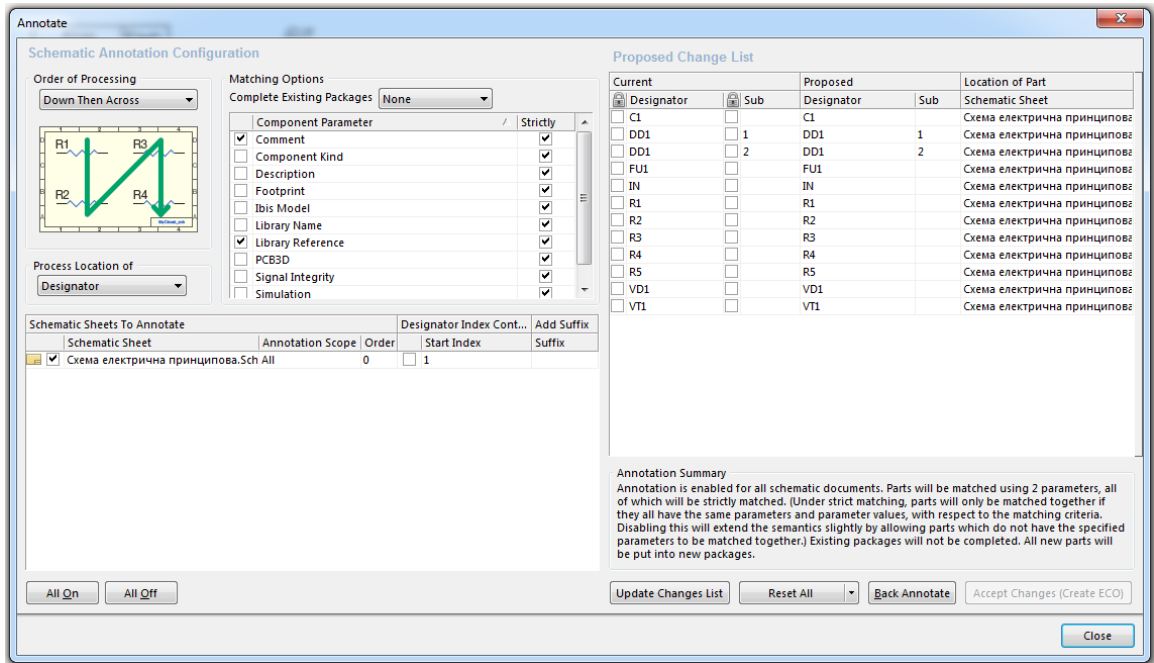 Annotate
Schematic Annotation Configuration
Order of Processing
Down Then Across
R1 R3
R2 R4
Process Location of
Designator
Matching Options
Complete Existing Packages None
Component Parameter Strictly
Comment
Component Kind
Description
Footprint
Ibis Model
Library Name
Library Reference
PCB3D
Signal Integrity
Simulation
Schematic Sheets To Annotate Designator Index Cont... Add Suffix
Schematic Sheet Annotation Scope Order Start Index Suffix
Схема електрична принципова.Sch All 0 1
All On All Off
Proposed Change List
Current Proposed Location of Part
Designator Sub Designator Sub Schematic Sheet
C1 C1 Схема електрична принципова
DD1 1 DD1 1 Схема електрична принципова
DD1 2 DD1 2 Схема електрична принципова
FU1 FU1 Схема електрична принципова
IN IN Схема електрична принципова
R1 R1 Схема електрична принципова
R2 R2 Схема електрична принципова
R3 R3 Схема електрична принципова
R4 R4 Схема електрична принципова
R5 R5 Схема електрична принципова
VD1 VD1 Схема електрична принципова
VT1 VT1 Схема електрична принципова
Annotation Summary
Annotation is enabled for all schematic documents. Parts will be matched using 2 parameters, all
of which will be strictly matched. (Under strict matching, parts will only be matched together if
they all have the same parameters and parameter values, with respect to the matching criteria.
Disabling this will extend the semantics slightly by allowing parts which do not have the specified
parameters to be matched together.) Existing packages will not be completed. All new parts will
be put into new packages.
Update Changes List Reset All Back Annotate Accept Changes (Create ECO)
Close